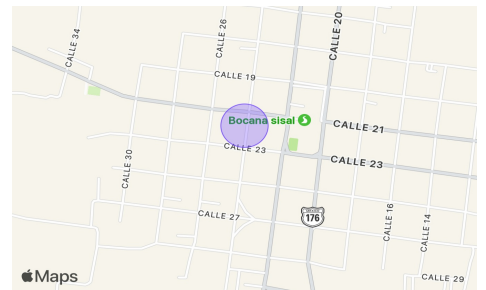 CALLE 34
CALLE 26
CALLE 20
CALLE 19
Bocana sisal
CALLE 21
CALLE 23
CALLE 23
CALLE 30
CALLE 27
176
CALLE 16
CALLE 14
CALLE 29
Maps